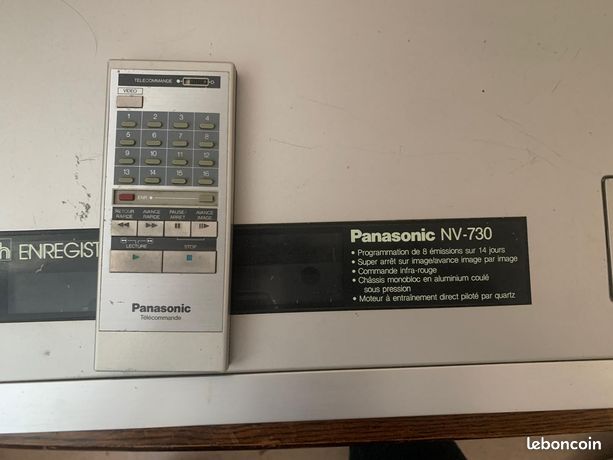 TELECOMMANDE
VIDEO
1 2 3 4
5 6 7 8
9 10 11 12
13 14 15 16
ENR
RETOUR RAPIDE
AVANCE RAPIDE
PAUSE/ARRET
AVANCE IMAGE
LECTURE
STOP
Panasonic
Télécommande
h ENREGIST
Panasonic NV-730
• Programmation de 8 émissions sur 14 jours
• Super arrêt sur image/avance image par image
• Commande infra-rouge
• Châssis monobloc en aluminium coulé
sous pression
• Moteur à entraînement direct piloté par quartz
leboncoin